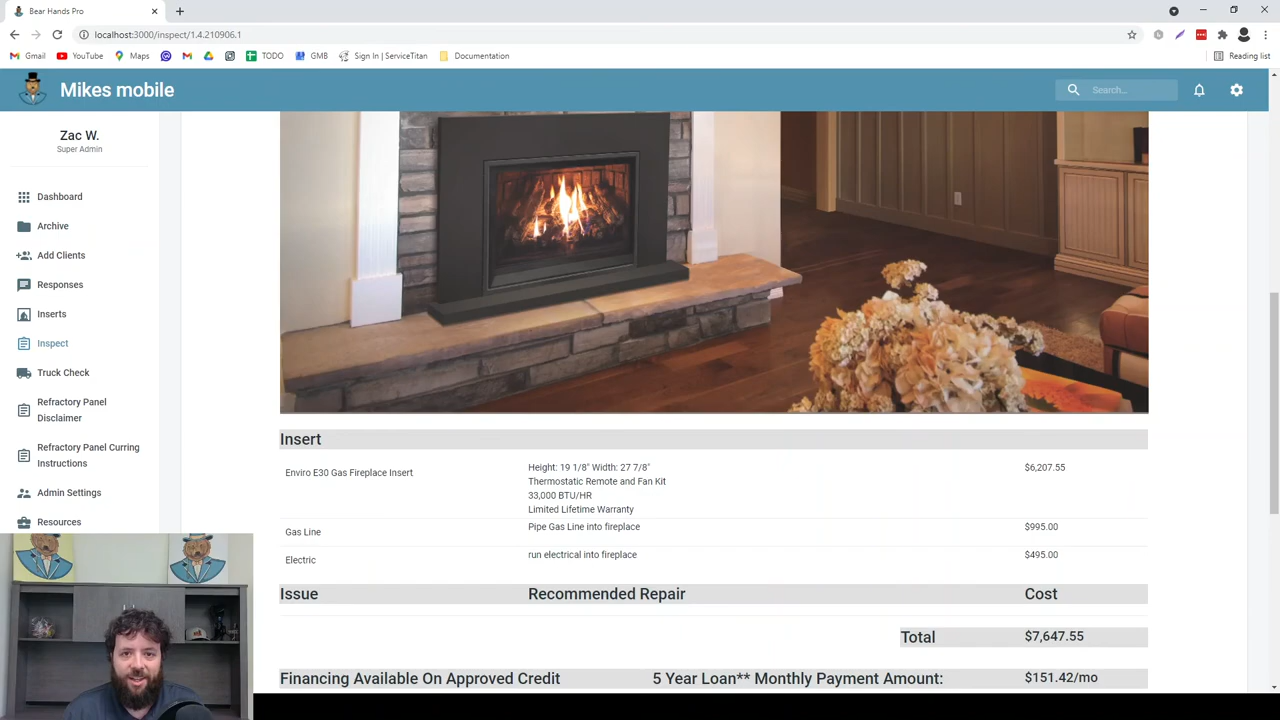 Bear Hands Pro
localhost:3000/inspect/1.4.210906.1
Gmail
YouTube
Maps
TODO
GMB
Sign In | ServiceTitan
Documentation
Reading list
Mikes mobile
Search...
Zac W.
Super Admin
Dashboard
Archive
Add Clients
Responses
Inserts
Inspect
Truck Check
Refractory Panel
Disclaimer
Refractory Panel Curring
Instructions
Admin Settings
Resources
Insert
Enviro E30 Gas Fireplace Insert
Height: 19 1/8" Width: 27 7/8"
Thermostatic Remote and Fan Kit
33,000 BTU/HR
Limited Lifetime Warranty
$6,207.55
Gas Line Pipe Gas Line into fireplace $995.00
Electric run electrical into fireplace $495.00
Issue Recommended Repair Cost
Total $7,647.55
Financing Available On Approved Credit 5 Year Loan** Monthly Payment Amount: $151.42/mo